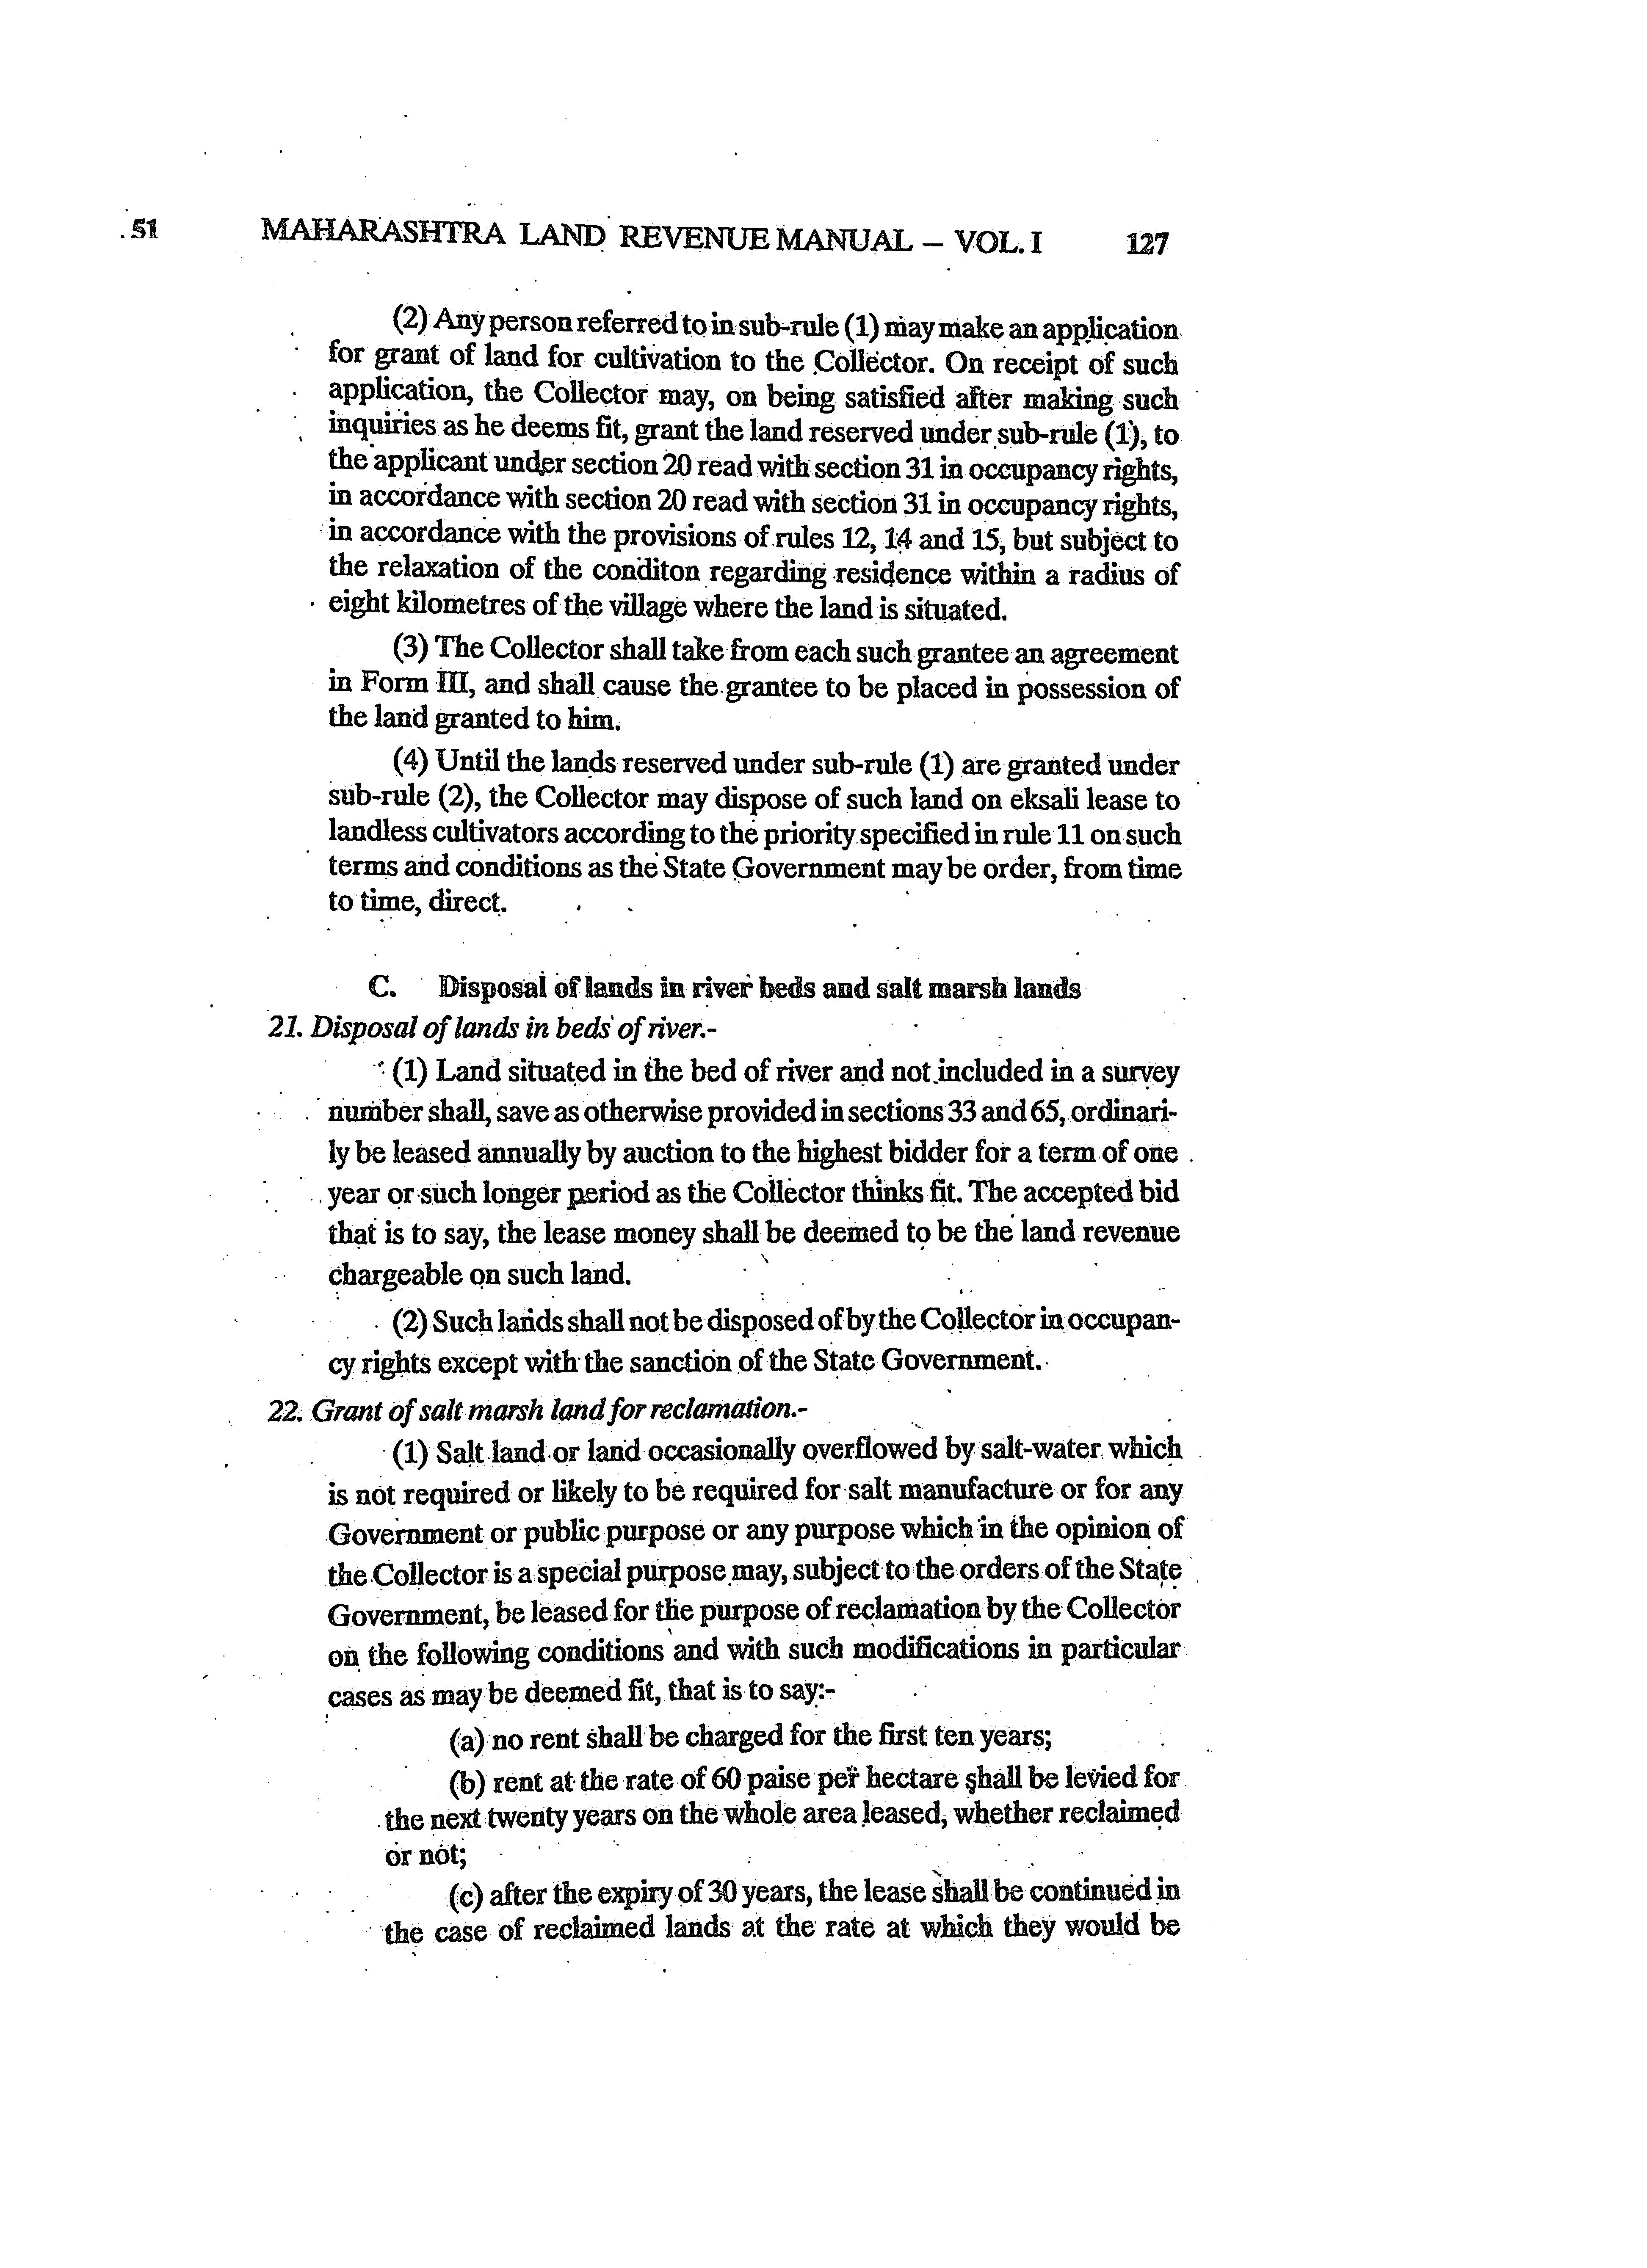 51 MAHARASHTRA LAND REVENUE MANUAL – VOL. I 127
(2) Any person referred to in sub-rule (1) may make an application
for grant of land for cultivation to the Collector. On receipt of such
application, the Collector may, on being satisfied after making such
inquiries as he deems fit, grant the land reserved under sub-rule (1), to
the applicant under section 20 read with section 31 in occupancy rights,
in accordance with section 20 read with section 31 in occupancy rights,
in accordance with the provisions of rules 12, 14 and 15, but subject to
the relaxation of the conditon regarding residence within a radius of
eight kilometres of the village where the land is situated.
(3) The Collector shall take from each such grantee an agreement
in Form III, and shall cause the grantee to be placed in possession of
the land granted to him.
(4) Until the lands reserved under sub-rule (1) are granted under
sub-rule (2), the Collector may dispose of such land on eksali lease to
landless cultivators according to the priority specified in rule 11 on such
terms and conditions as the State Government may be order, from time
to time, direct.
C. Disposal of lands in river beds and salt marsh lands
21. Disposal of lands in beds of river.-
(1) Land situated in the bed of river and not included in a survey
number shall, save as otherwise provided in sections 33 and 65, ordinari-
ly be leased annually by auction to the highest bidder for a term of one
year or such longer period as the Collector thinks fit. The accepted bid
that is to say, the lease money shall be deemed to be the land revenue
chargeable on such land.
(2) Such lands shall not be disposed of by the Collector in occupan-
cy rights except with the sanction of the State Government.
22. Grant of salt marsh land for reclamation.-
(1) Salt land or land occasionally overflowed by salt-water which
is not required or likely to be required for salt manufacture or for any
Government or public purpose or any purpose which in the opinion of
the Collector is a special purpose may, subject to the orders of the State
Government, be leased for the purpose of reclamation by the Collector
on the following conditions and with such modifications in particular
cases as may be deemed fit, that is to say:-
(a) no rent shall be charged for the first ten years;
(b) rent at the rate of 60 paise per hectare shall be levied for
the next twenty years on the whole area leased, whether reclaimed
or not;
(c) after the expiry of 30 years, the lease shall be continued in
the case of reclaimed lands at the rate at which they would be